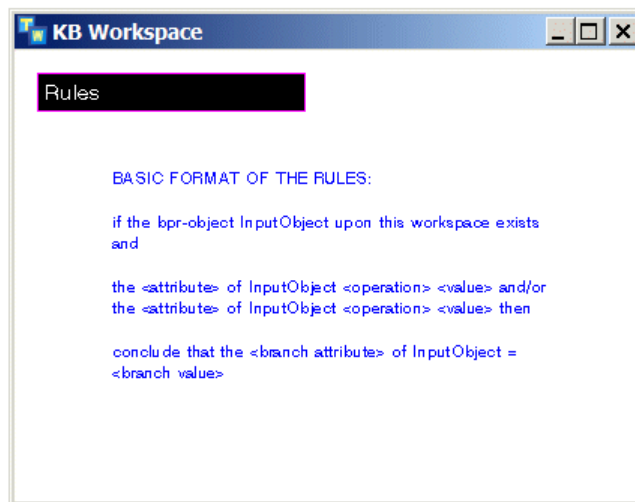 KB Workspace
Rules
BASIC FORMAT OF THE RULES:
if the bpr-object InputObject upon this workspace exists
and
the <attribute> of InputObject <operation> <value> and/or
the <attribute> of InputObject <operation> <value> then
conclude that the <branch attribute> of InputObject =
<branch value>